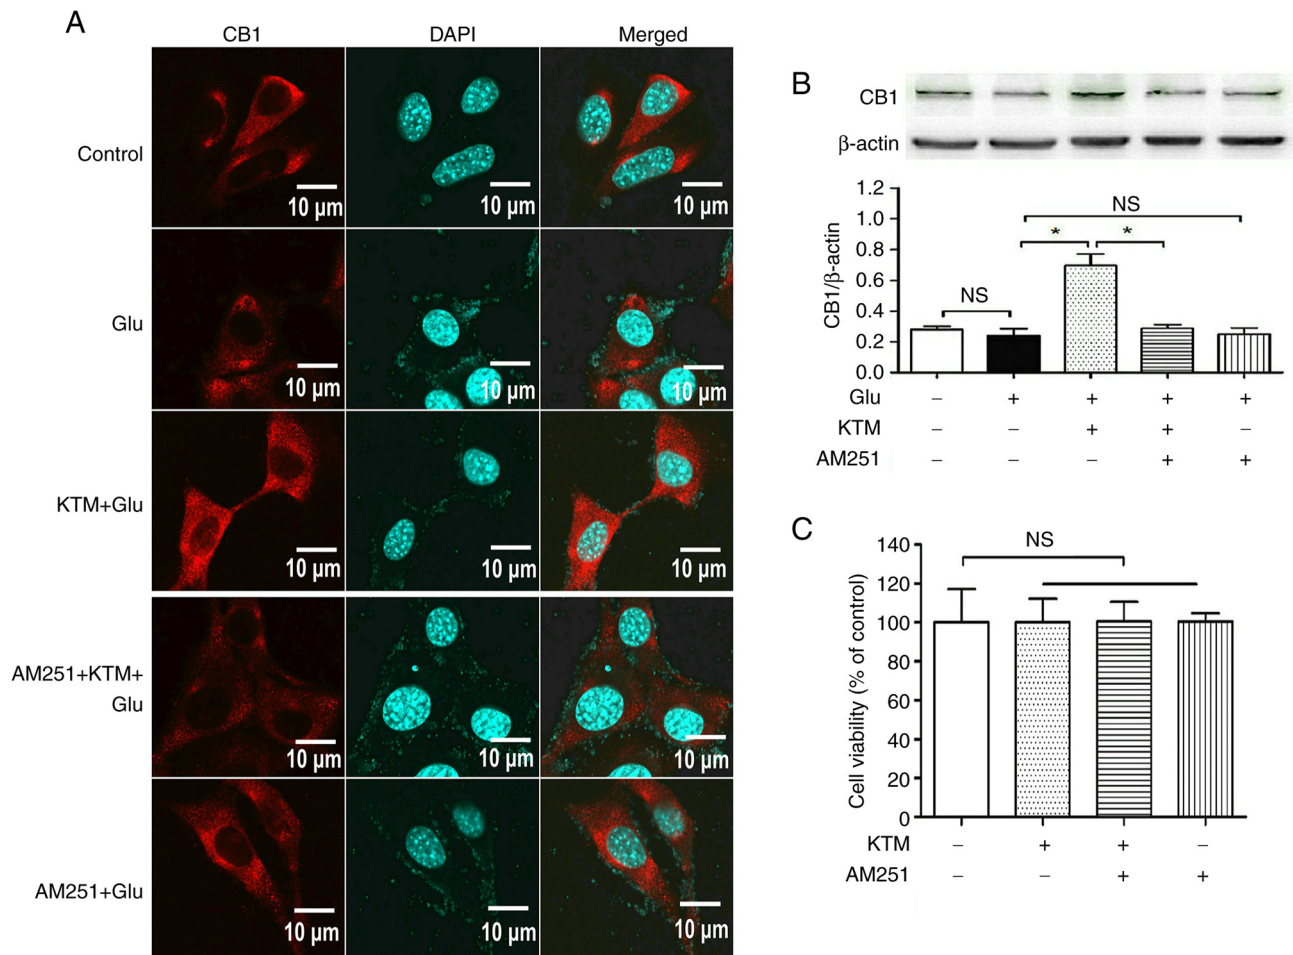 A
CB1 DAPI Merged
Control
10 μm 10 μm 10 μm
Glu
10 μm 10 μm 10 μm
KTM+Glu
10 μm 10 μm 10 μm
AM251+KTM+
Glu
10 μm 10 μm 10 μm
AM251+Glu
10 μm 10 μm 10 μm
B
CB1
β-actin
CB1/β-actin
1.2
1.0
0.8
0.6
0.4
0.2
0.0
NS
* *
NS
Glu – + + + +
KTM – – + + –
AM251 – – – + +
C
Cell viability (% of control)
140
120
100
80
60
40
20
0
NS
KTM – + + –
AM251 – – + +